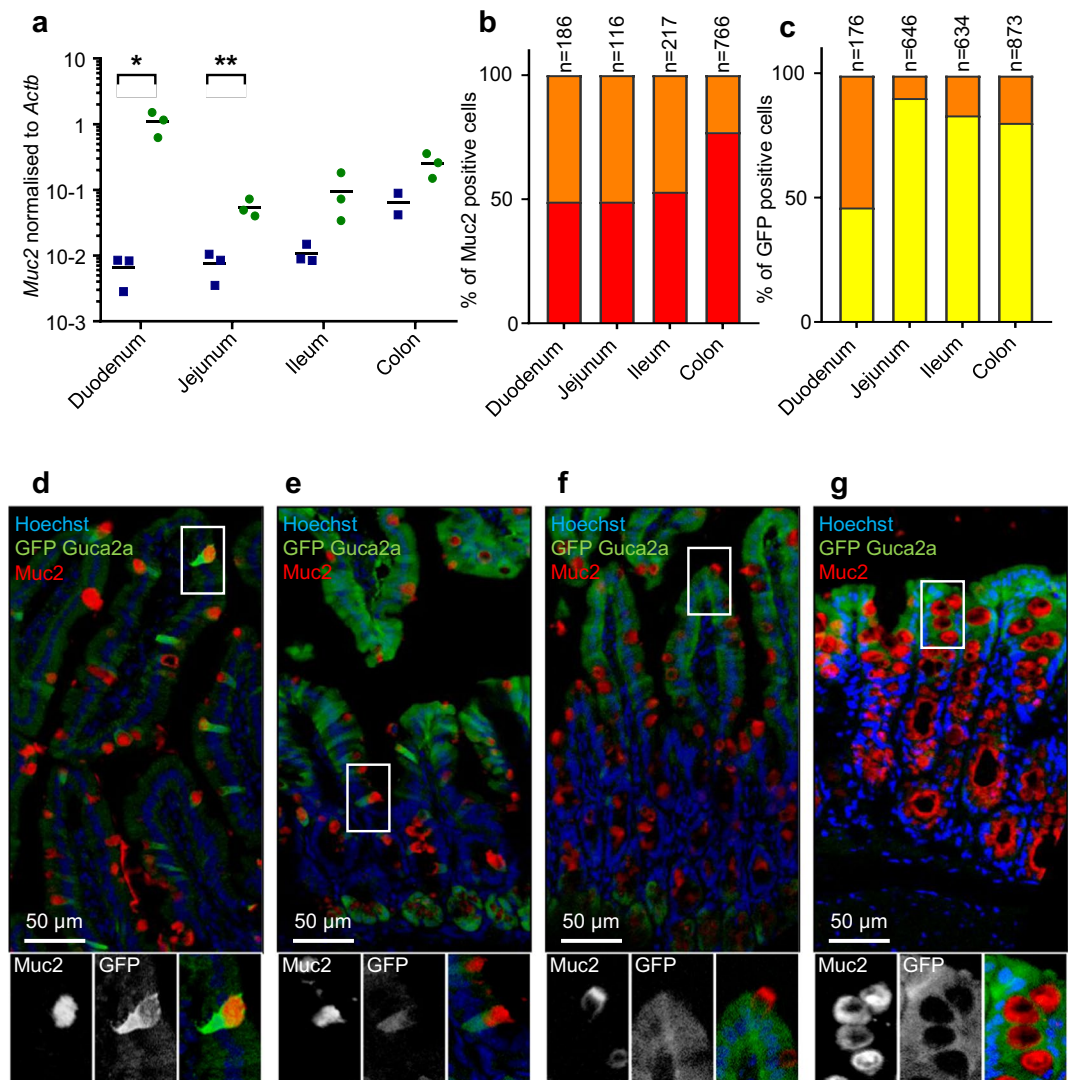 a
b
c
Muc2 normalised to Actb
10
1
10-1
10-2
10-3
*
**
Duodenum
Jejunum
Ileum
Colon
% of Muc2 positive cells
100
50
0
n=186
n=116
n=217
n=766
Duodenum
Jejunum
Ileum
Colon
% of GFP positive cells
100
50
0
n=176
n=646
n=634
n=873
Duodenum
Jejunum
Ileum
Colon
d
Hoechst
GFP Guca2a
Muc2
50 µm
Muc2
GFP
e
Hoechst
GFP Guca2a
Muc2
50 µm
Muc2
GFP
f
Hoechst
GFP Guca2a
Muc2
50 µm
Muc2
GFP
g
Hoechst
GFP Guca2a
Muc2
50 µm
Muc2
GFP